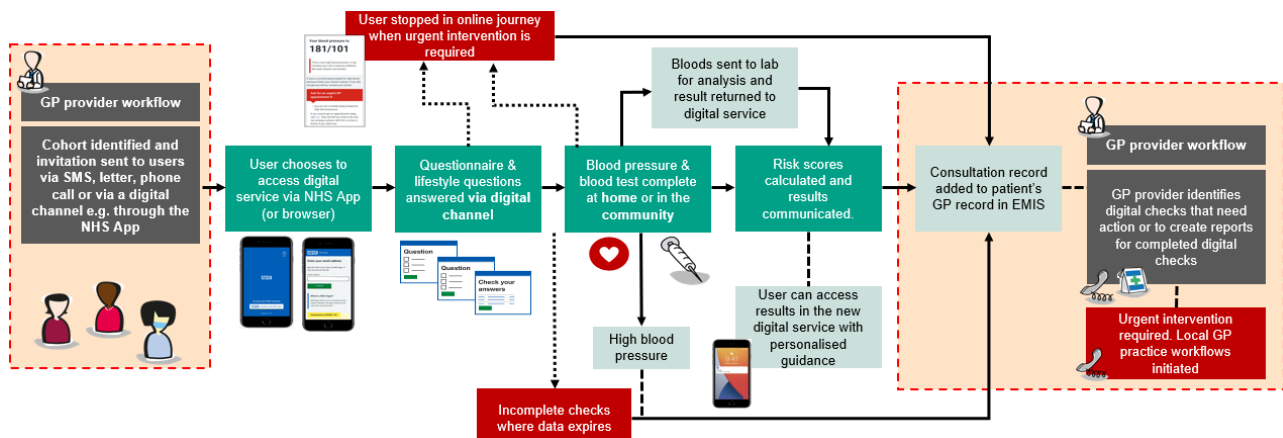 GP provider workflow
Cohort identified and
invitation sent to users
via SMS, letter, phone
call or via a digital
channel e.g. through the
NHS App
User chooses to
access digital
service via NHS App
(or browser)
181/101
User stopped in online journey
when urgent intervention is
required
Questionnaire &
lifestyle questions
answered via digital
channel
Question
Question
Check your
answers
Blood pressure &
blood test complete
at home or in the
community
Bloods sent to lab
for analysis and
result returned to
digital service
High blood
pressure
Incomplete checks
where data expires
Risk scores
calculated and
results
communicated.
User can access
results in the new
digital service with
personalised
guidance
Consultation record
added to patient's
GP record in EMIS
GP provider workflow
GP provider identifies
digital checks that need
action or to create reports
for completed digital
checks
Urgent intervention
required. Local GP
practice workflows
initiated